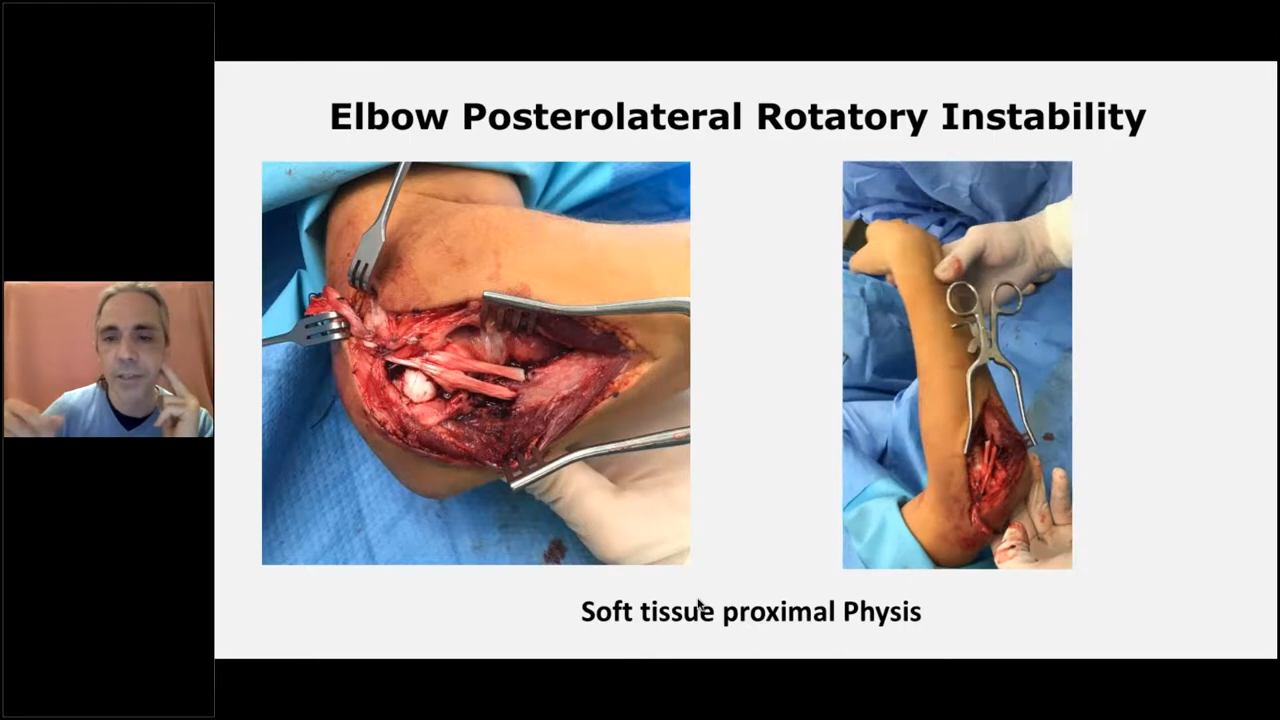 Elbow Posterolateral Rotatory Instability
Soft tissue proximal Physis